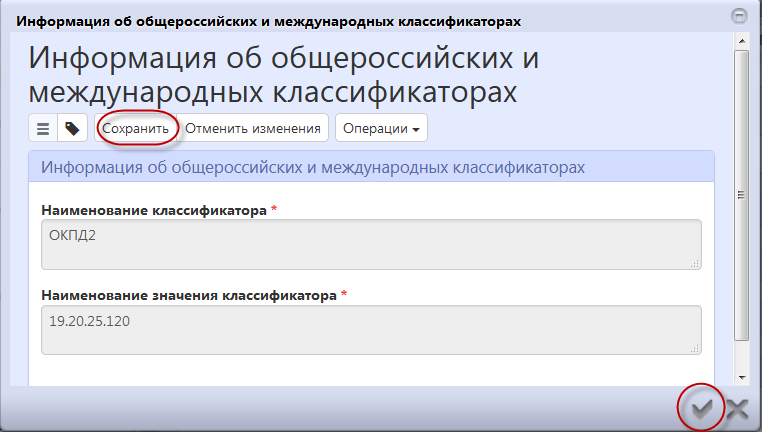 Информация об общероссийских и международных классификаторах
Информация об общероссийских и
международных классификаторах
Сохранить Отменить изменения Операции
Информация об общероссийских и международных классификаторах
Наименование классификатора *
ОКПД2
Наименование значения классификатора *
19.20.25.120